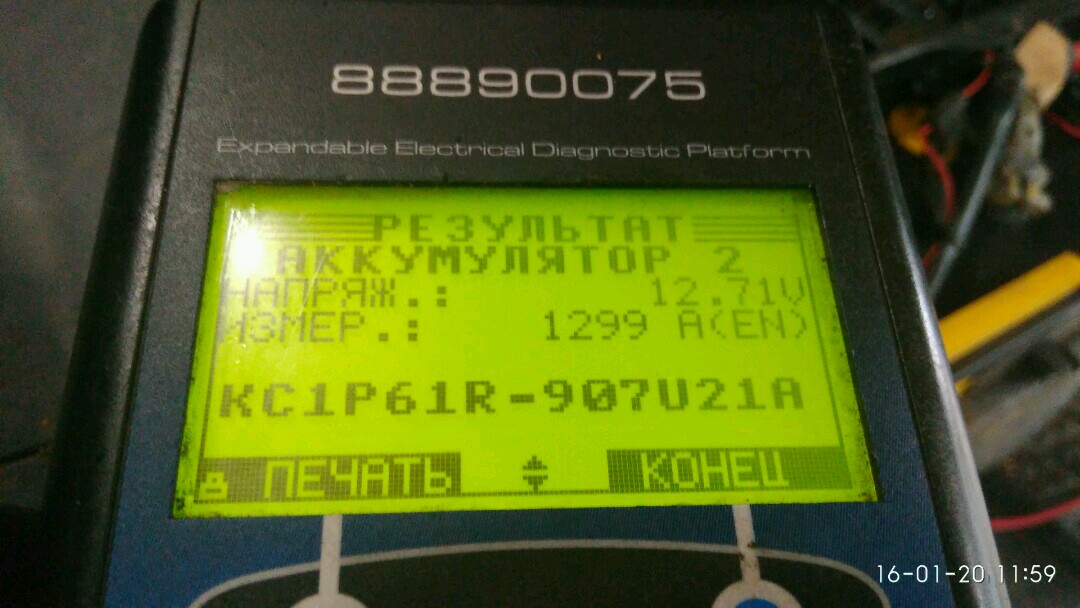 88890075
Expandable Electrical Diagnostic Platform
РЕЗУЛЬТАТ
АККУМУЛЯТОР 2
НАПРЯЖ.: 12.71V
ИЗМЕР.: 1299 A(EN)
KC1P61R-907U21A
ПЕЧАТЬ КОНЕЦ
16-01-20 11:59